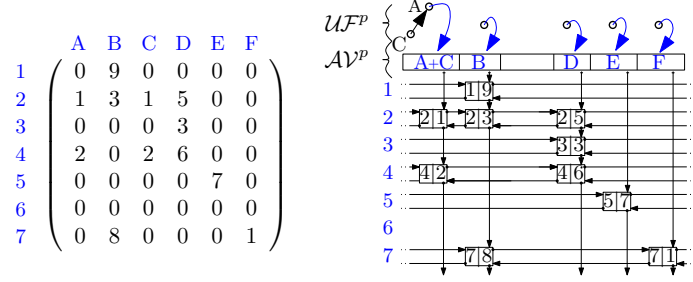 A B C D E F
1 0 9 0 0 0 0
2 1 3 1 5 0 0
3 0 0 0 3 0 0
4 2 0 2 6 0 0
5 0 0 0 0 7 0
6 0 0 0 0 0 0
7 0 8 0 0 0 1
A
UFᵖ
C
AVᵖ A+C B D E F
1 1|9
2 2|1 2|3 2|5
3 3|3
4 4|2 4|6
5 5|7
6
7 7|8 7|1